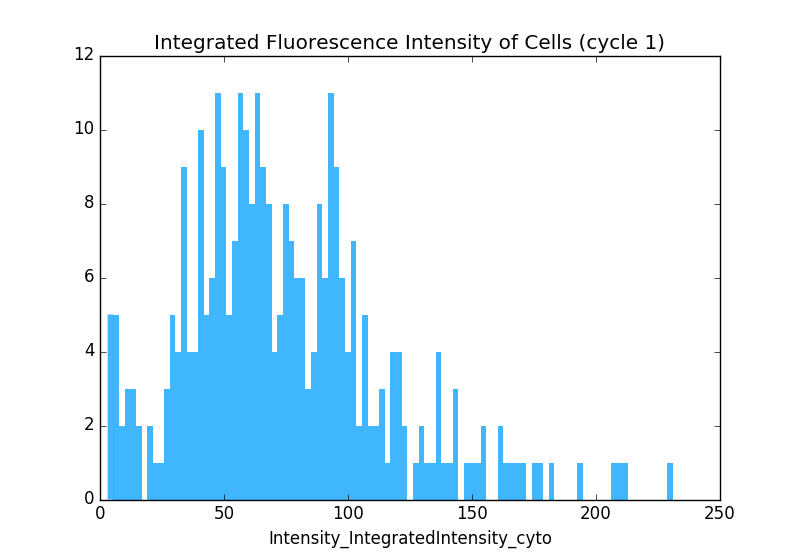 Integrated Fluorescence Intensity of Cells (cycle 1)
12
10
8
6
4
2
0
0 50 100 150 200 250
Intensity_IntegratedIntensity_cyto